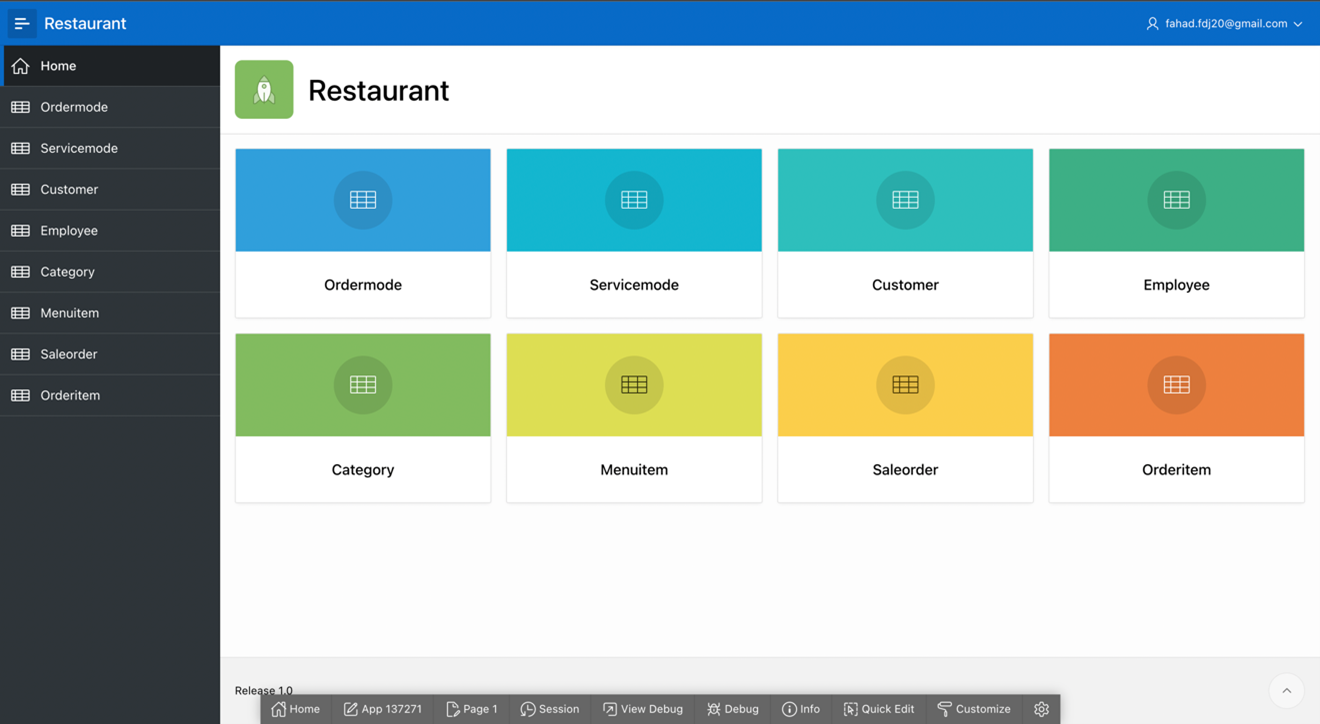 Restaurant
fahad.fdj20@gmail.com
Home
Ordermode
Servicemode
Customer
Employee
Category
Menuitem
Saleorder
Orderitem
Restaurant
Ordermode Servicemode Customer Employee
Category Menuitem Saleorder Orderitem
Release 1.0
Home App 137271 Page 1 Session View Debug Debug Info Quick Edit Customize